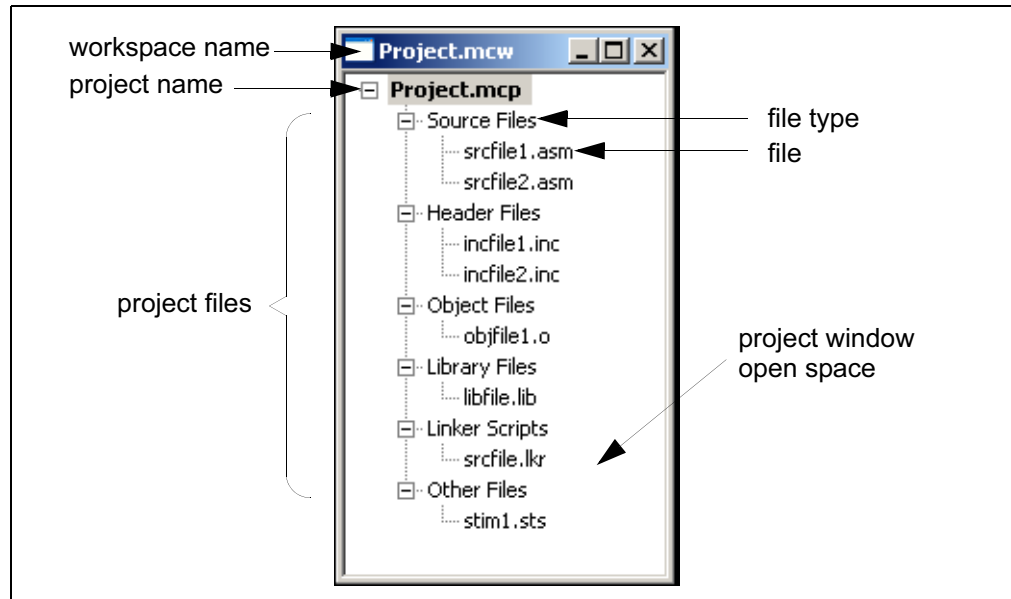 workspace name
Project.mcw
project name
Project.mcp
Source Files
file type
srcfile1.asm
file
srcfile2.asm
Header Files
incfile1.inc
incfile2.inc
project files
Object Files
objfile1.o
project window
open space
Library Files
libfile.lib
Linker Scripts
srcfile.lkr
Other Files
stim1.sts